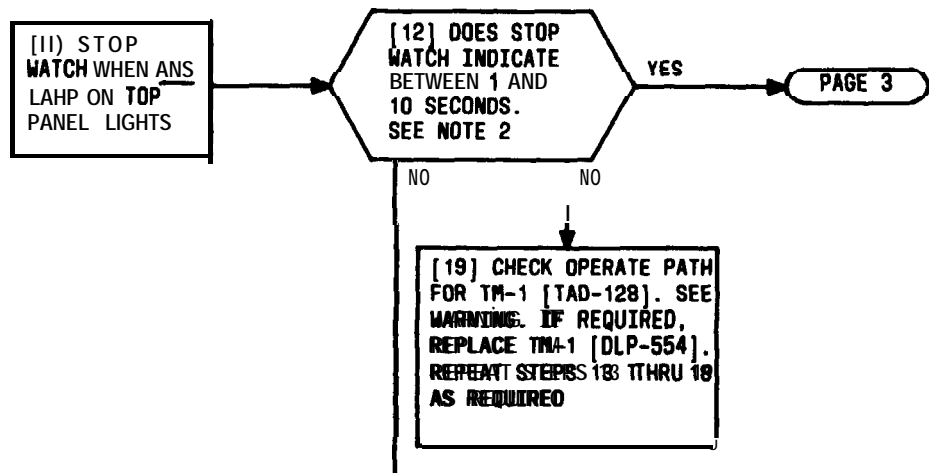 [II) STOP
WATCH WHEN ANS
LAHP ON TOP
PANEL LIGHTS
[12] DOES STOP
WATCH INDICATE
BETWEEN 1 AND
10 SECONDS.
SEE NOTE 2
YES
PAGE 3
NO
NO
[19] CHECK OPERATE PATH
FOR TM-1 [TAD-128]. SEE
WARNING. IF REQUIRED,
REPLACE TM-1 [DLP-554].
REPEAT STEPS 13 THRU 18
AS REQUIRED